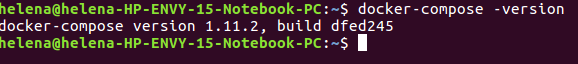 helena@helena-HP-ENVY-15-Notebook-PC:~$ docker-compose -version
docker-compose version 1.11.2, build dfed245
helena@helena-HP-ENVY-15-Notebook-PC:~$